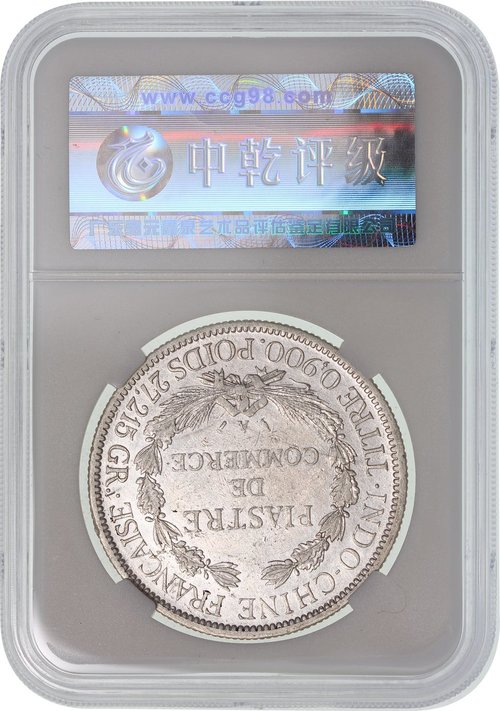 www.ccg98.com
中乾评级
PIASTRE
DE
COMMERCE
INDO-CHINE FRANÇAISE. TITRE 0,900. POIDS 27,215 GR.